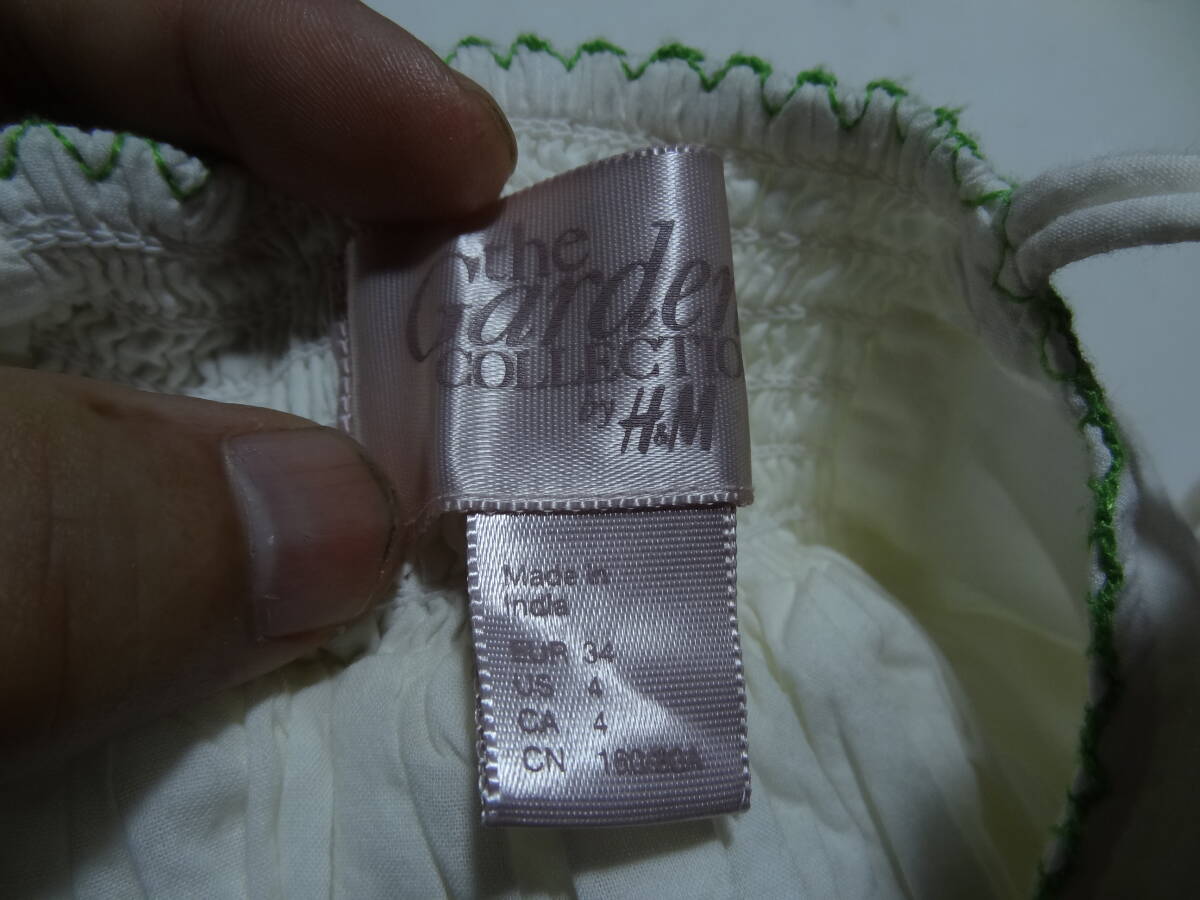 the
Garden
COLLECTIO
by H&M
Made in
India
EUR 34
US 4
CA 4
CN